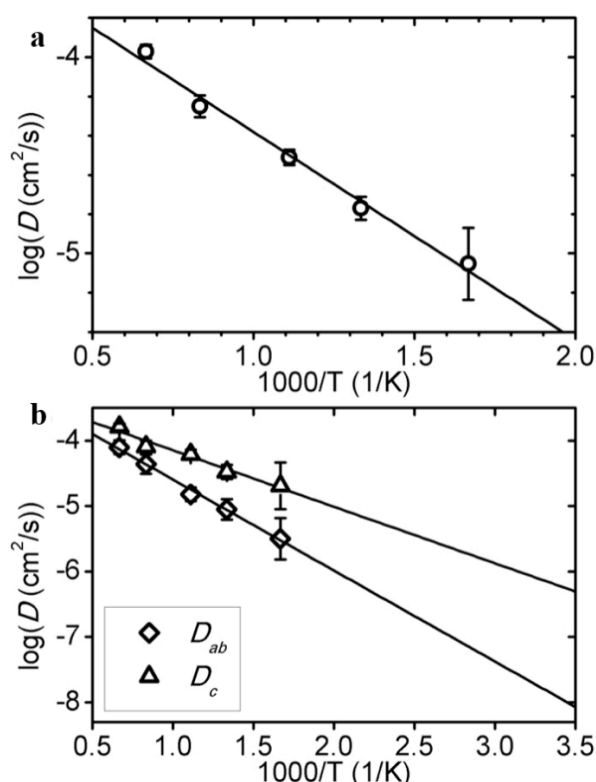 a
-4
-5
log(D (cm²/s))
0.5 1.0 1.5 2.0
1000/T (1/K)
b
-4
-5
-6
-7
-8
log(D (cm²/s))
D_ab
D_c
0.5 1.0 1.5 2.0 2.5 3.0 3.5
1000/T (1/K)